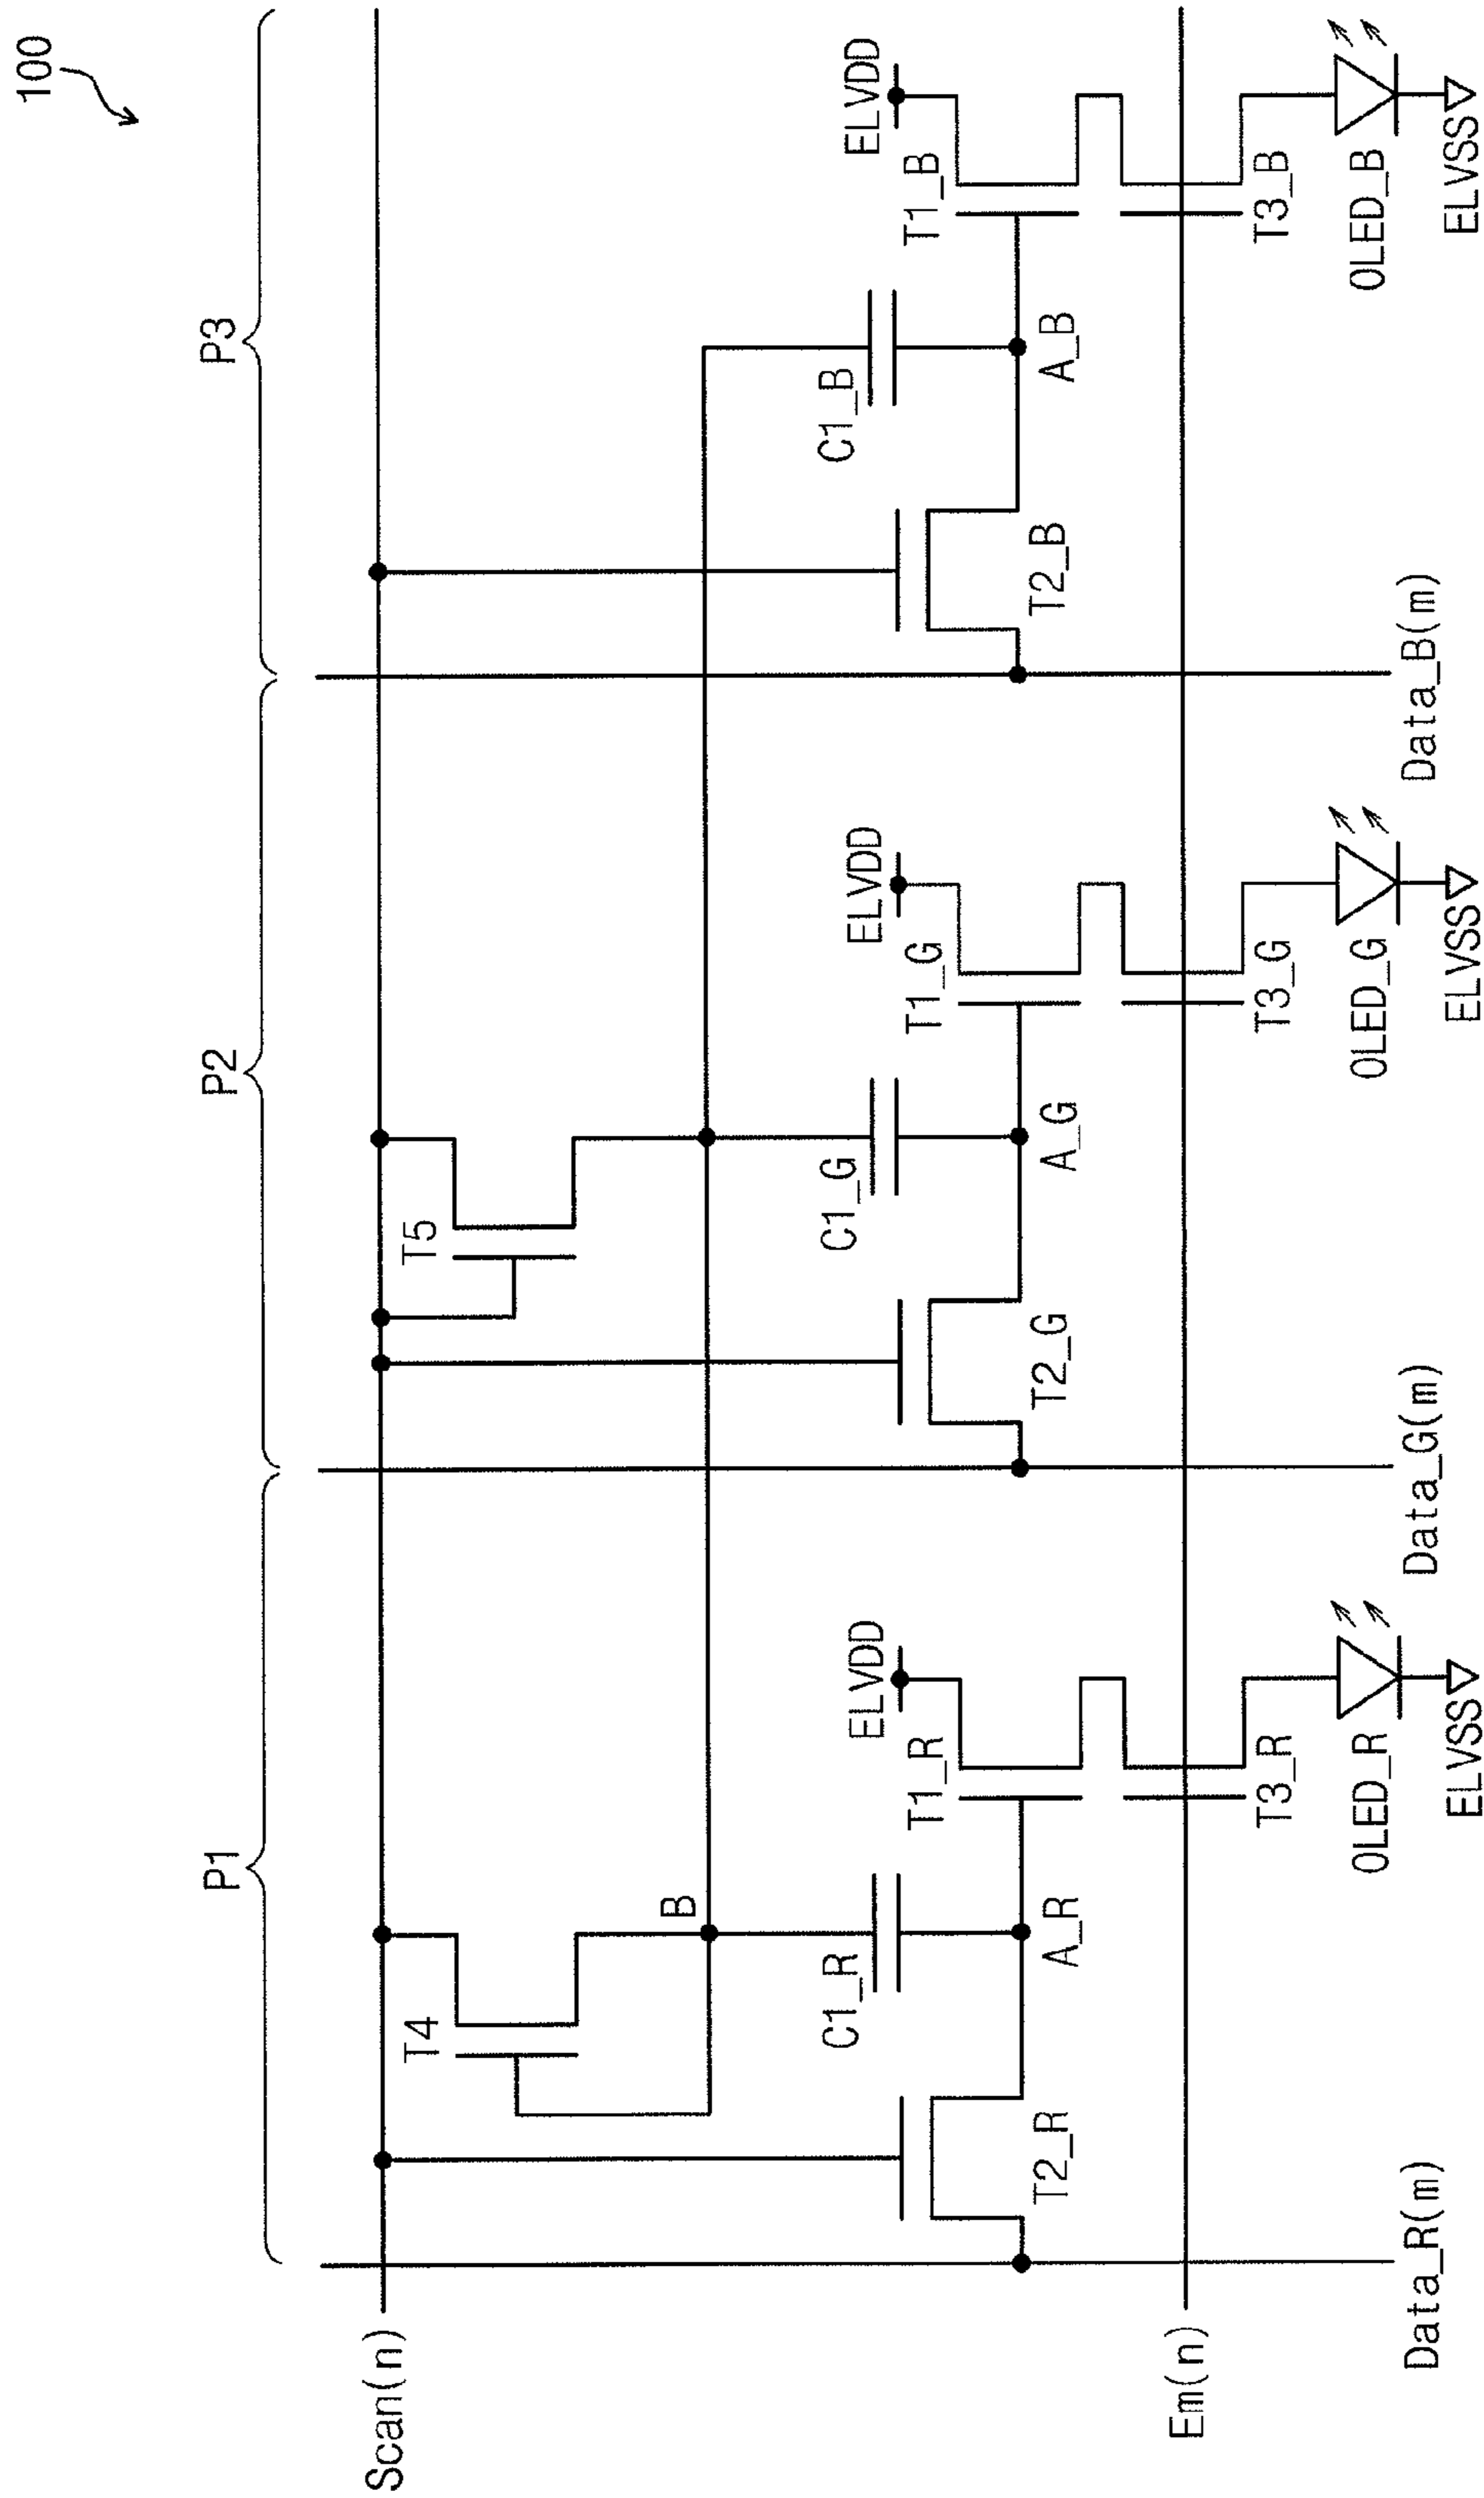 100
P1
P2
P3
Scan(n)
T4
T5
B
C1_R
C1_G
C1_B
ELVDD
ELVDD
ELVDD
T1_R
T1_G
T1_B
T2_R
A_R
T2_G
A_G
T2_B
A_B
Em(n)
T3_R
T3_G
T3_B
OLED_R
OLED_G
OLED_B
Data_R(m)
Data_G(m)
Data_B(m)
ELVSS
ELVSS
ELVSS